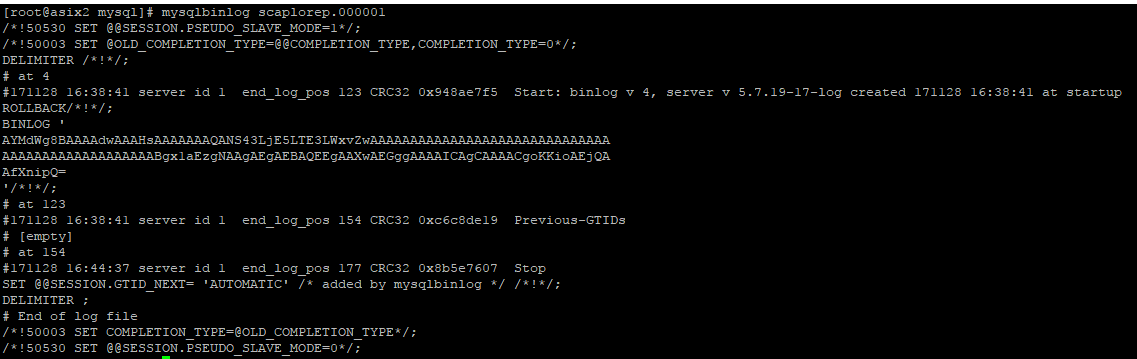 [root@asix2 mysql]# mysqlbinlog scaplorep.000001
/*!50530 SET @@SESSION.PSEUDO_SLAVE_MODE=1*/;
/*!50003 SET @OLD_COMPLETION_TYPE=@@COMPLETION_TYPE,COMPLETION_TYPE=0*/;
DELIMITER /*!*/;
# at 4
#171128 16:38:41 server id 1  end_log_pos 123 CRC32 0x948ae7f5  Start: binlog v 4, server v 5.7.19-17-log created 171128 16:38:41 at startup
ROLLBACK/*!*/;
BINLOG '
AYMdWg8BAAAAdwAAAHsAAAAAAAQANS43LjE5LTE3LWxvZwAAAAAAAAAAAAAAAAAAAAAAAAAAAAAA
AAAAAAAAAAAAAAAAAAABgx1aEzgNAAgAEgAEBAQEEgAAXwAEGggAAAAICAgCAAAACgoKKioAEjQA
AfXnipQ=
'/*!*/;
# at 123
#171128 16:38:41 server id 1  end_log_pos 154 CRC32 0xc6c8de19  Previous-GTIDs
# [empty]
# at 154
#171128 16:44:37 server id 1  end_log_pos 177 CRC32 0x8b5e7607  Stop
SET @@SESSION.GTID_NEXT= 'AUTOMATIC' /* added by mysqlbinlog */ /*!*/;
DELIMITER ;
# End of log file
/*!50003 SET COMPLETION_TYPE=@OLD_COMPLETION_TYPE*/;
/*!50530 SET @@SESSION.PSEUDO_SLAVE_MODE=0*/;